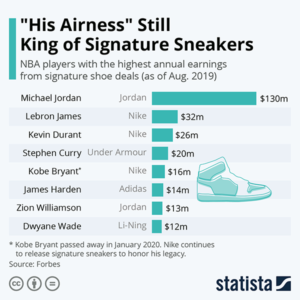 "His Airness" Still
King of Signature Sneakers
NBA players with the highest annual earnings
from signature shoe deals (as of Aug. 2019)
Michael Jordan Jordan $130m
Lebron James Nike $32m
Kevin Durant Nike $26m
Stephen Curry Under Armour $20m
Kobe Bryant* Nike $16m
James Harden Adidas $14m
Zion Williamson Jordan $13m
Dwyane Wade Li-Ning $12m
* Kobe Bryant passed away in January 2020. Nike continues
to release signature sneakers to honor his legacy.
Source: Forbes
statista